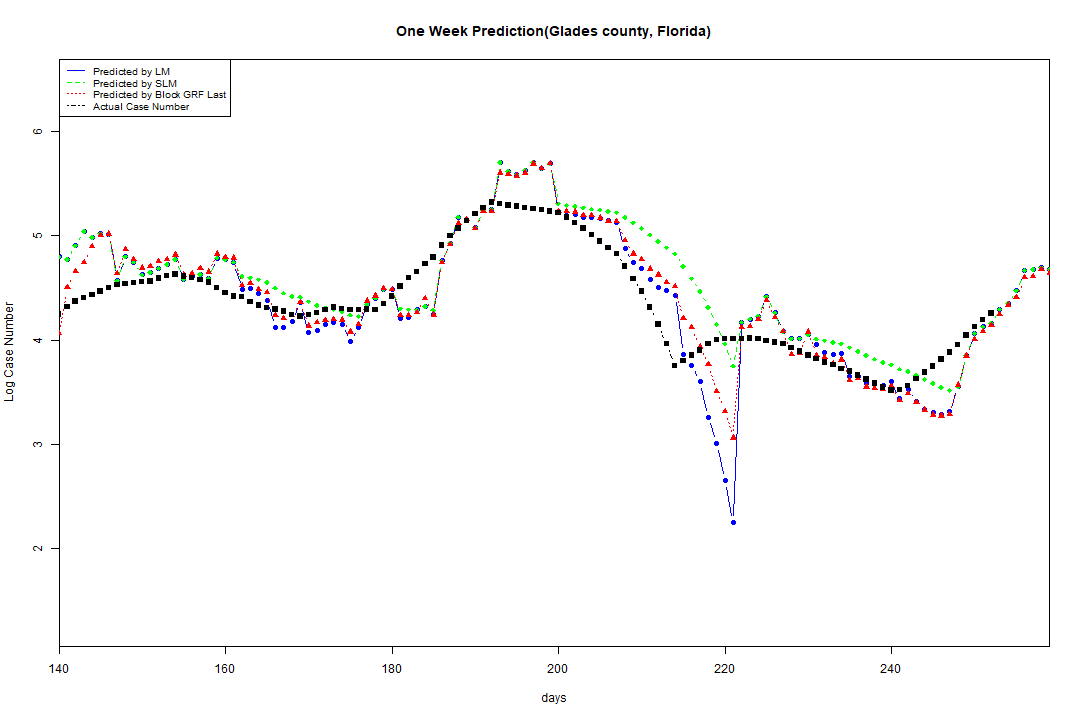 One Week Prediction(Glades county, Florida)
Predicted by LM
Predicted by SLM
Predicted by Block GRF Last
Actual Case Number
6
5
4
3
2
Log Case Number
140 160 180 200 220 240
days